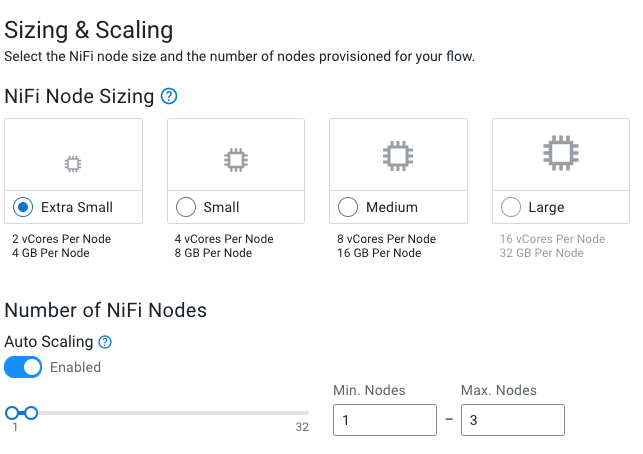 Sizing & Scaling
Select the NiFi node size and the number of nodes provisioned for your flow.
NiFi Node Sizing ?
Extra Small
Small
Medium
Large
2 vCores Per Node
4 GB Per Node
4 vCores Per Node
8 GB Per Node
8 vCores Per Node
16 GB Per Node
16 vCores Per Node
32 GB Per Node
Number of NiFi Nodes
Auto Scaling ?
Enabled
1
32
Min. Nodes
Max. Nodes
1 – 3